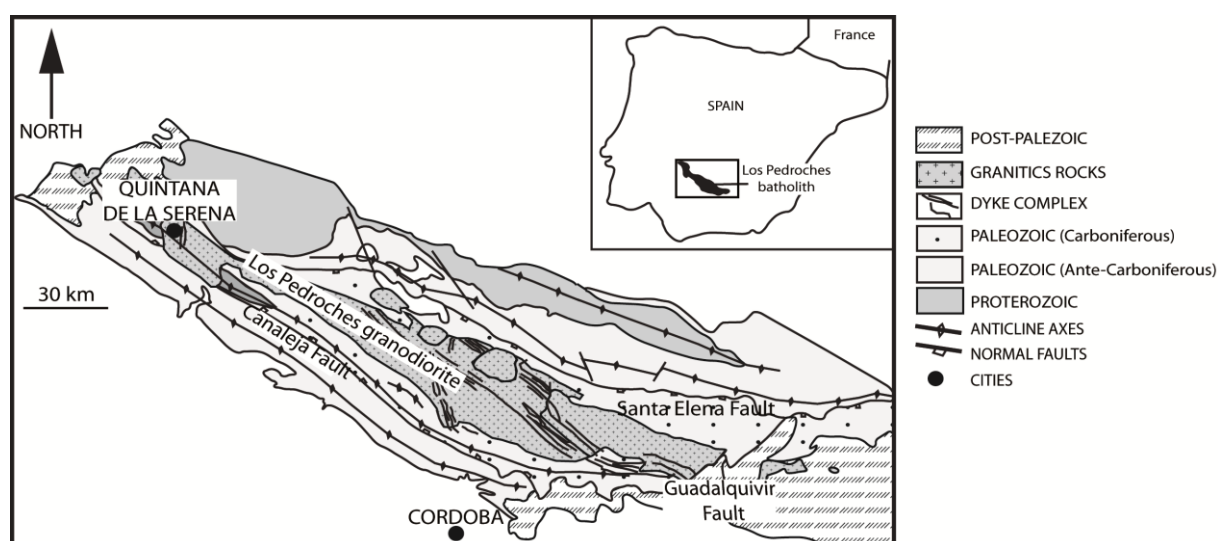 NORTH
QUINTANA
DE LA SERENA
30 km
Los Pedroches granodiorite
Canaleja Fault
Santa Elena Fault
Guadalquivir
Fault
CORDOBA
France
SPAIN
Los Pedroches
batholith
POST-PALEZOIC
GRANITICS ROCKS
DYKE COMPLEX
PALEOZOIC (Carboniferous)
PALEOZOIC (Ante-Carboniferous)
PROTEROZOIC
ANTICLINE AXES
NORMAL FAULTS
CITIES